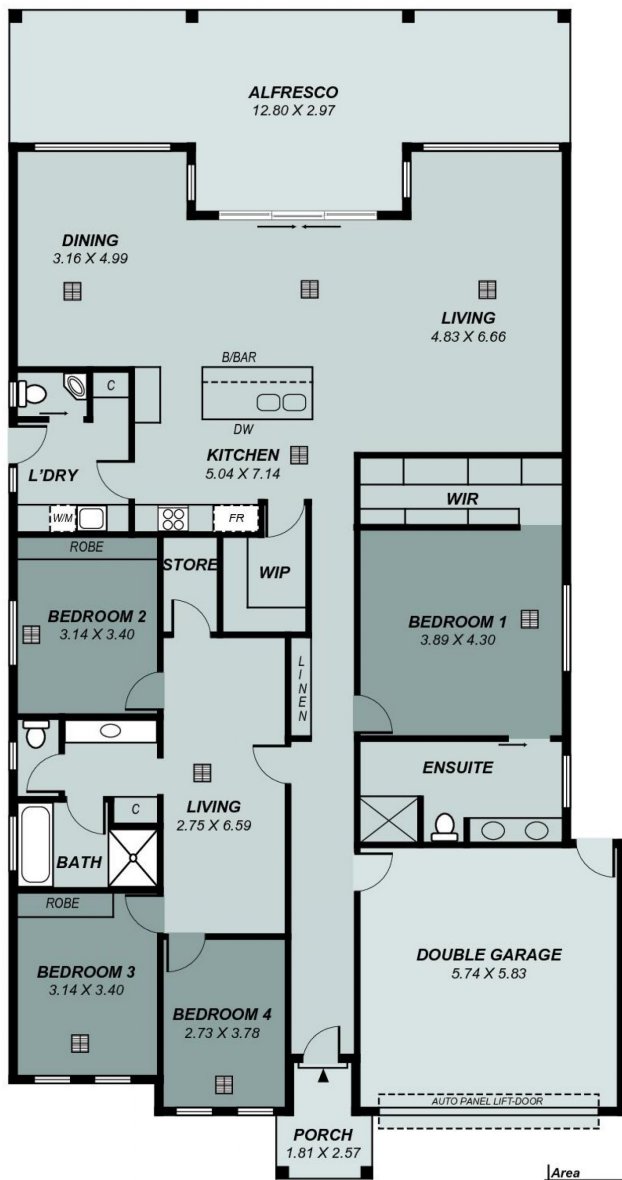 ALFRESCO
12.80 X 2.97
DINING
3.16 X 4.99
LIVING
4.83 X 6.66
B/BAR
C
DW
KITCHEN
5.04 X 7.14
L'DRY
WIR
W/M
FR
ROBE
STORE
WIP
BEDROOM 2
3.14 X 3.40
BEDROOM 1
3.89 X 4.30
LINEN
ENSUITE
LIVING
2.75 X 6.59
C
BATH
ROBE
BEDROOM 3
3.14 X 3.40
DOUBLE GARAGE
5.74 X 5.83
BEDROOM 4
2.73 X 3.78
AUTO PANEL LIFT-DOOR
PORCH
1.81 X 2.57
Area